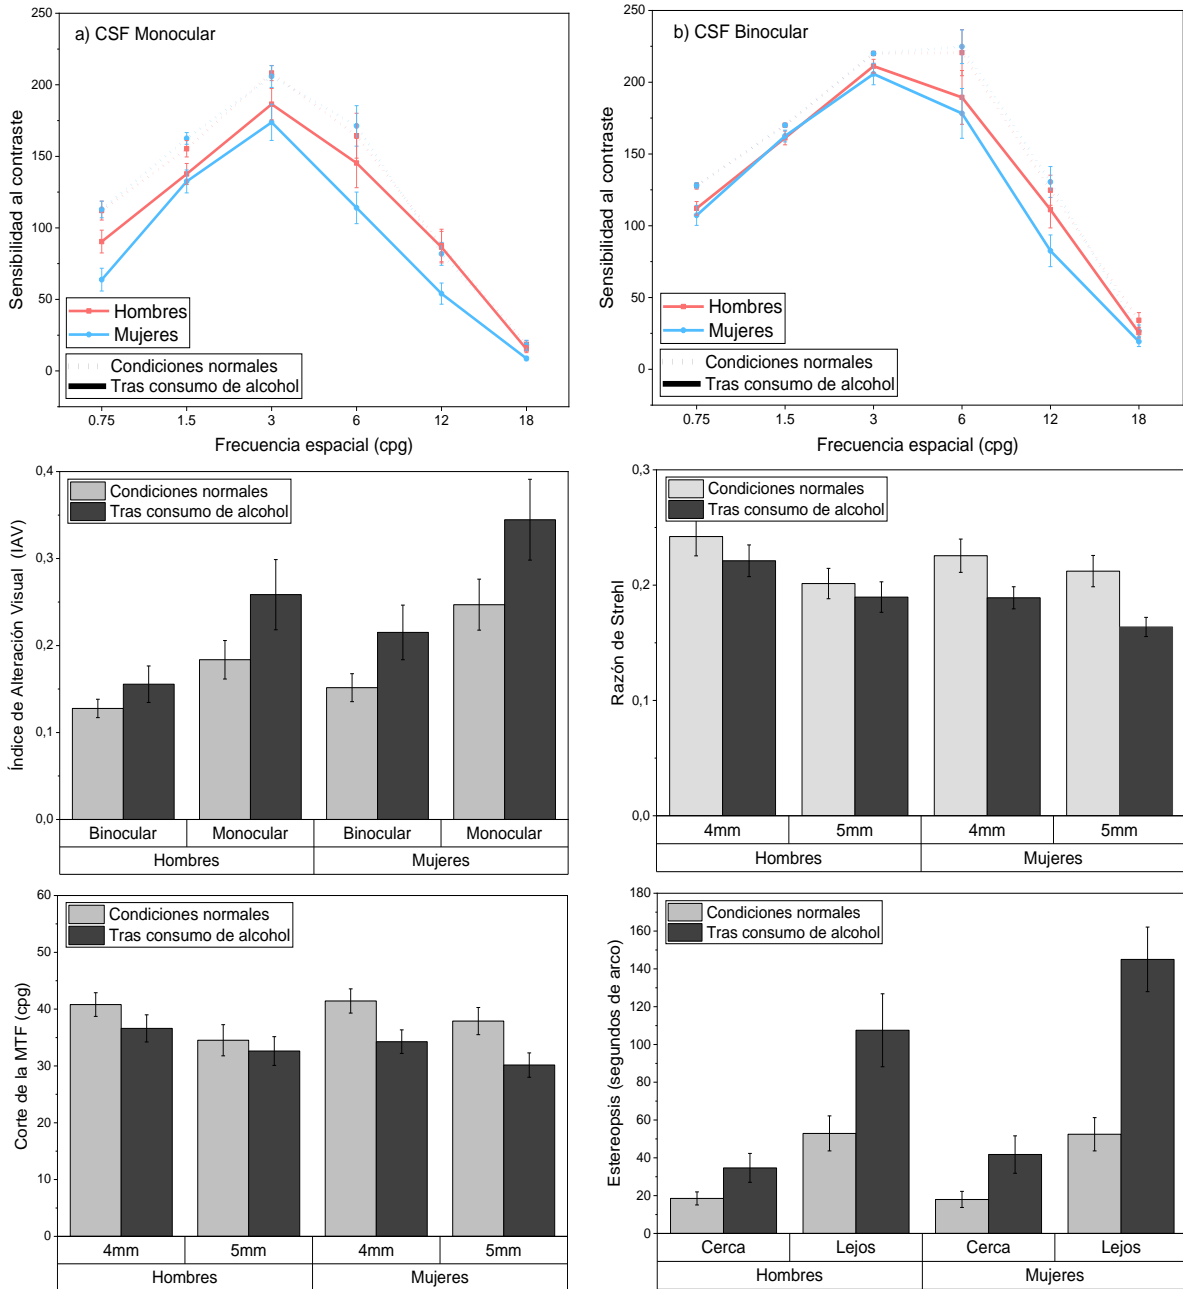 a) CSF Monocular
Sensibilidad al contraste
250
200
150
100
50
0
Hombres
Mujeres
Condiciones normales
Tras consumo de alcohol
0.75 1.5 3 6 12 18
Frecuencia espacial (cpg)
b) CSF Binocular
Sensibilidad al contraste
250
200
150
100
50
0
Hombres
Mujeres
Condiciones normales
Tras consumo de alcohol
0.75 1.5 3 6 12 18
Frecuencia espacial (cpg)
Índice de Alteración Visual (IAV)
0,4
0,3
0,2
0,1
0,0
Condiciones normales
Tras consumo de alcohol
Binocular Monocular Binocular Monocular
Hombres Mujeres
Razón de Strehl
0,3
0,2
0,1
0,0
Condiciones normales
Tras consumo de alcohol
4mm 5mm 4mm 5mm
Hombres Mujeres
Corte de la MTF (cpg)
60
50
40
30
20
10
0
Condiciones normales
Tras consumo de alcohol
4mm 5mm 4mm 5mm
Hombres Mujeres
Estereopsis (segundos de arco)
180
160
140
120
100
80
60
40
20
0
Condiciones normales
Tras consumo de alcohol
Cerca Lejos Cerca Lejos
Hombres Mujeres